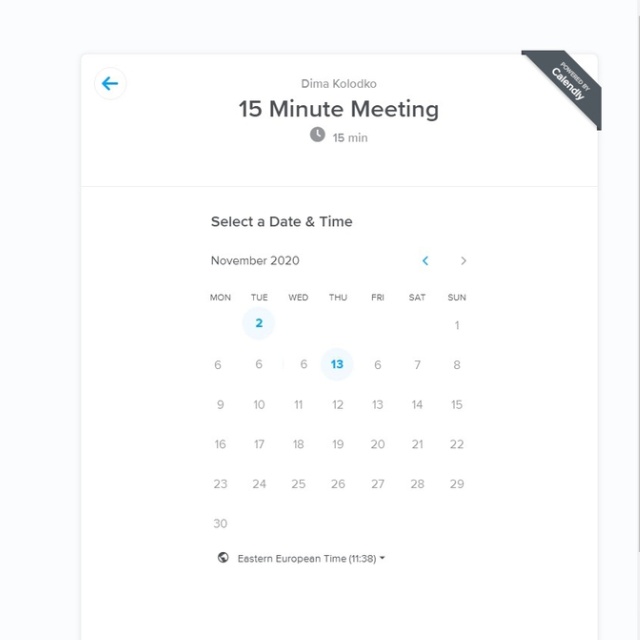 POWERED BY
Calendly
Dima Kolodko
15 Minute Meeting
15 min
Select a Date & Time
November 2020
MON TUE WED THU FRI SAT SUN
2 1
6 6 6 13 6 7 8
9 10 11 12 13 14 15
16 17 18 19 20 21 22
23 24 25 26 27 28 29
30
Eastern European Time (11:38)